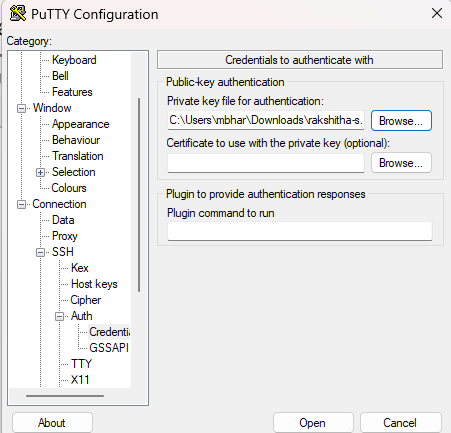 PuTTY Configuration
Category:
Keyboard
Bell
Features
Window
Appearance
Behaviour
Translation
Selection
Colours
Connection
Data
Proxy
SSH
Kex
Host keys
Cipher
Auth
Credenti
GSSAPI
TTY
X11
Credentials to authenticate with
Public-key authentication
Private key file for authentication:
C:\Users\mbhar\Downloads\rakshitha-s.
Browse...
Certificate to use with the private key (optional):
Browse...
Plugin to provide authentication responses
Plugin command to run
About
Open
Cancel